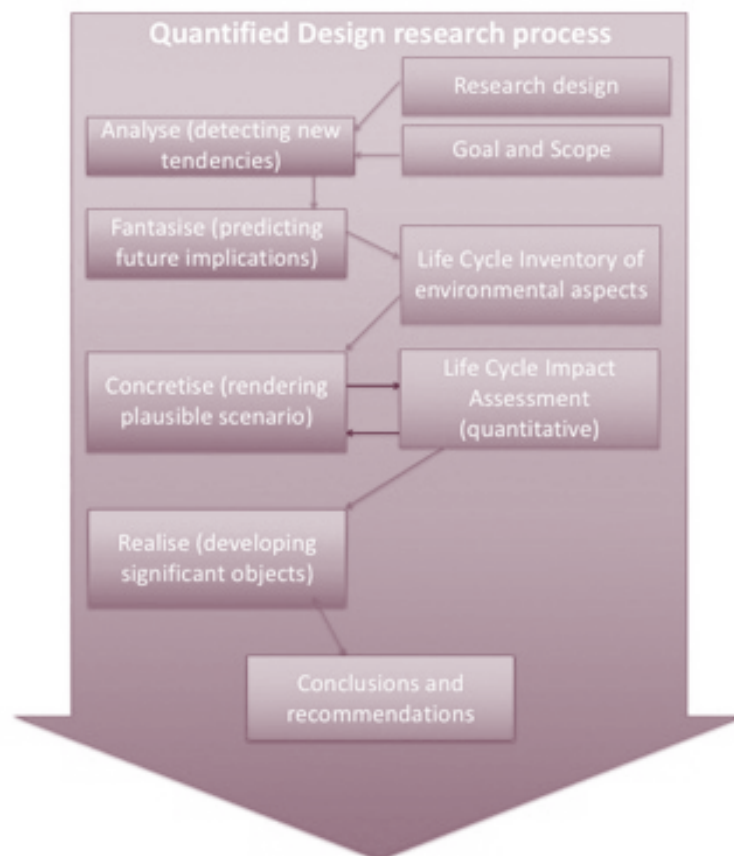 Quantified Design research process
Research design
Analyse (detecting new
tendencies)
Goal and Scope
Fantasise (predicting
future implications)
Life Cycle Inventory of
environmental aspects
Concretise (rendering
plausible scenario)
Life Cycle Impact
Assessment
(quantitative)
Realise (developing
significant objects)
Conclusions and
recommendations